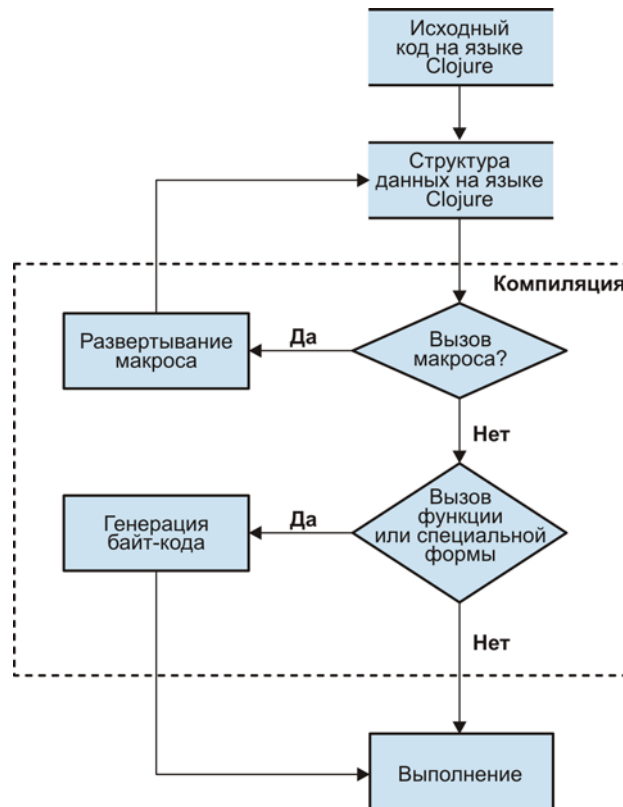 Исходный
код на языке
Clojure
Структура
данных на языке
Clojure
Компиляция
Развертывание
макроса
Да
Вызов
макроса?
Нет
Генерация
байт-кода
Да
Вызов
функции
или специальной
формы
Нет
Выполнение